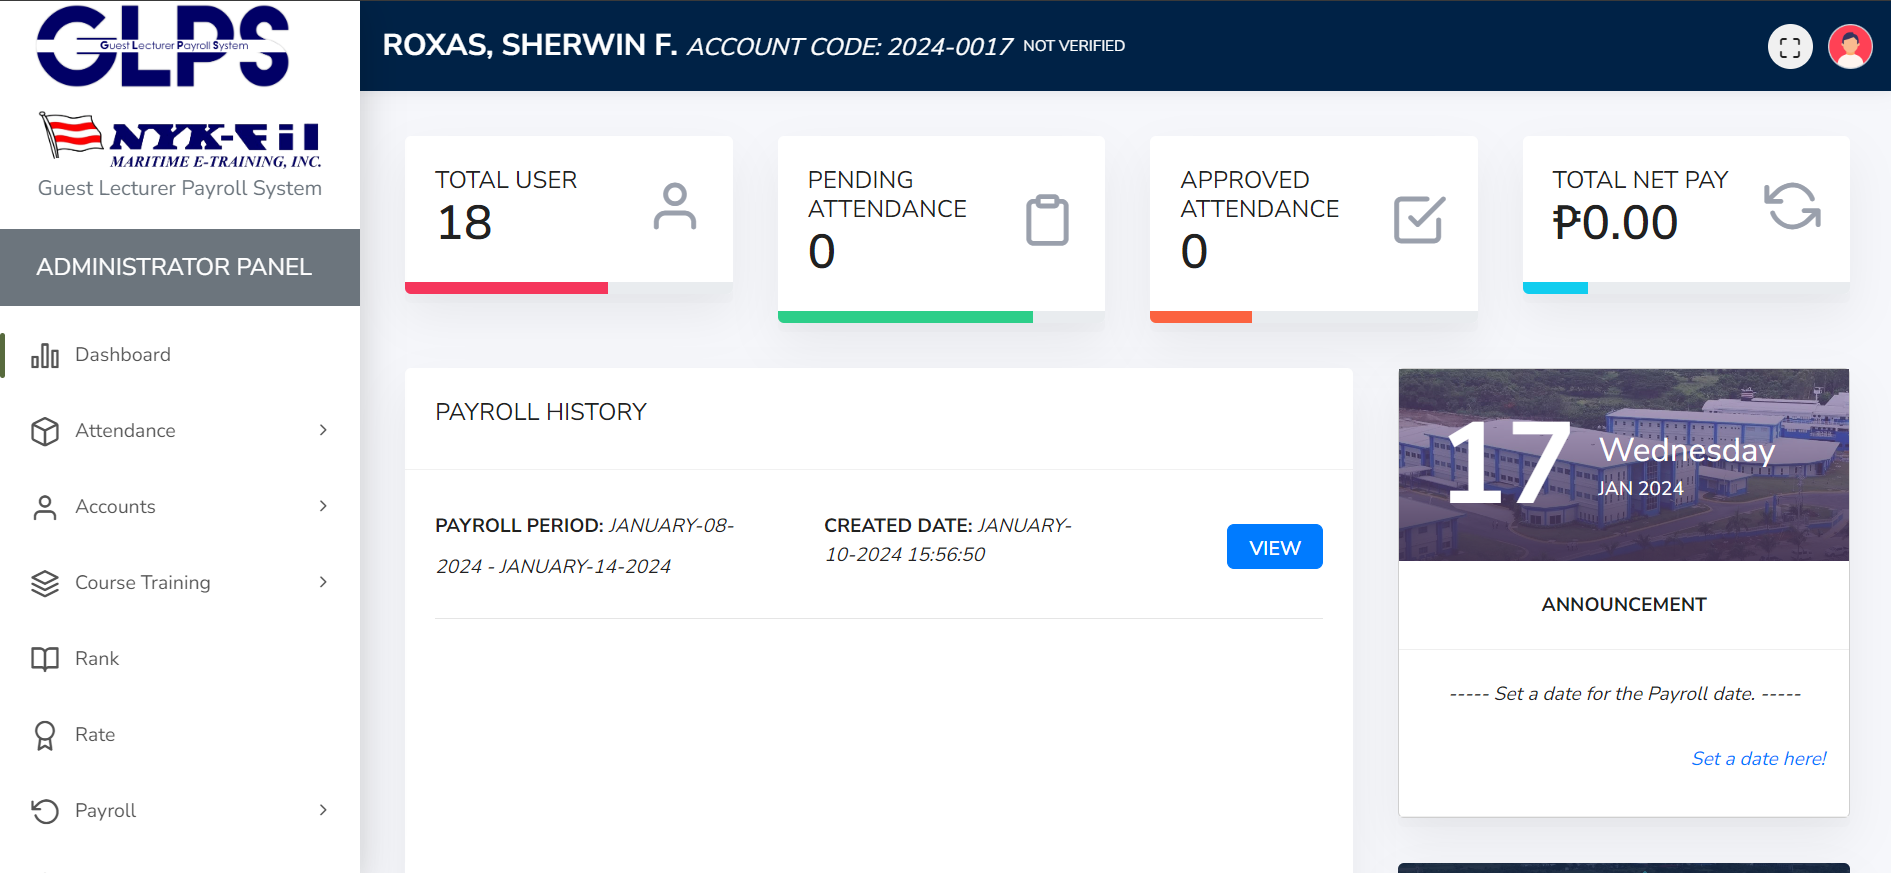 GLPS
Guest Lecturer Payroll System
NYK-Fil
MARITIME E-TRAINING, INC.
Guest Lecturer Payroll System
ADMINISTRATOR PANEL
Dashboard
Attendance
Accounts
Course Training
Rank
Rate
Payroll
ROXAS, SHERWIN F. ACCOUNT CODE: 2024-0017 NOT VERIFIED
TOTAL USER
18
PENDING
ATTENDANCE
0
APPROVED
ATTENDANCE
0
TOTAL NET PAY
₱0.00
PAYROLL HISTORY
PAYROLL PERIOD: JANUARY-08-
2024 - JANUARY-14-2024
CREATED DATE: JANUARY-
10-2024 15:56:50
VIEW
17
Wednesday
JAN 2024
ANNOUNCEMENT
----- Set a date for the Payroll date. -----
Set a date here!